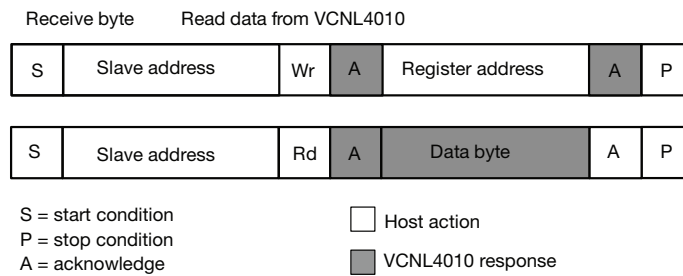 Receive byte Read data from VCNL4010
S Slave address Wr A Register address A P
S Slave address Rd A Data byte A P
S = start condition
P = stop condition
A = acknowledge
Host action
VCNL4010 response